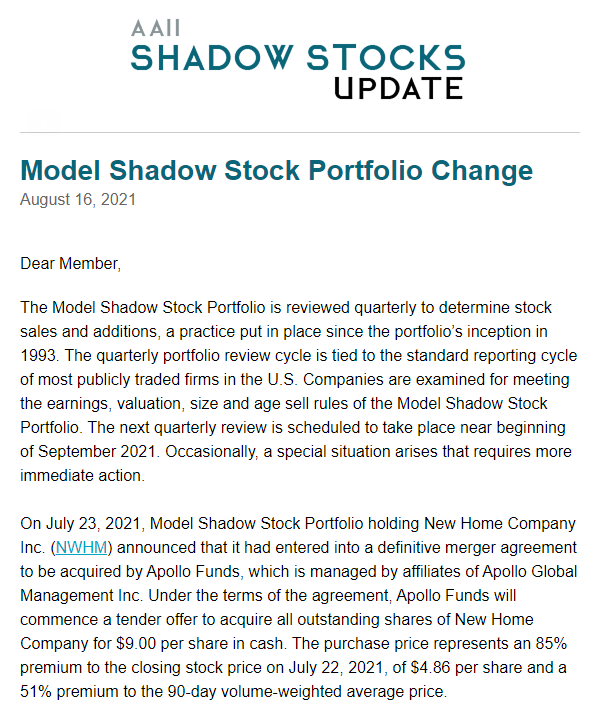 AAII
SHADOW STOCKS
UPDATE
Model Shadow Stock Portfolio Change
August 16, 2021
Dear Member,
The Model Shadow Stock Portfolio is reviewed quarterly to determine stock
sales and additions, a practice put in place since the portfolio's inception in
1993. The quarterly portfolio review cycle is tied to the standard reporting cycle
of most publicly traded firms in the U.S. Companies are examined for meeting
the earnings, valuation, size and age sell rules of the Model Shadow Stock
Portfolio. The next quarterly review is scheduled to take place near beginning
of September 2021. Occasionally, a special situation arises that requires more
immediate action.
On July 23, 2021, Model Shadow Stock Portfolio holding New Home Company
Inc. (NWHM) announced that it had entered into a definitive merger agreement
to be acquired by Apollo Funds, which is managed by affiliates of Apollo Global
Management Inc. Under the terms of the agreement, Apollo Funds will
commence a tender offer to acquire all outstanding shares of New Home
Company for $9.00 per share in cash. The purchase price represents an 85%
premium to the closing stock price on July 22, 2021, of $4.86 per share and a
51% premium to the 90-day volume-weighted average price.